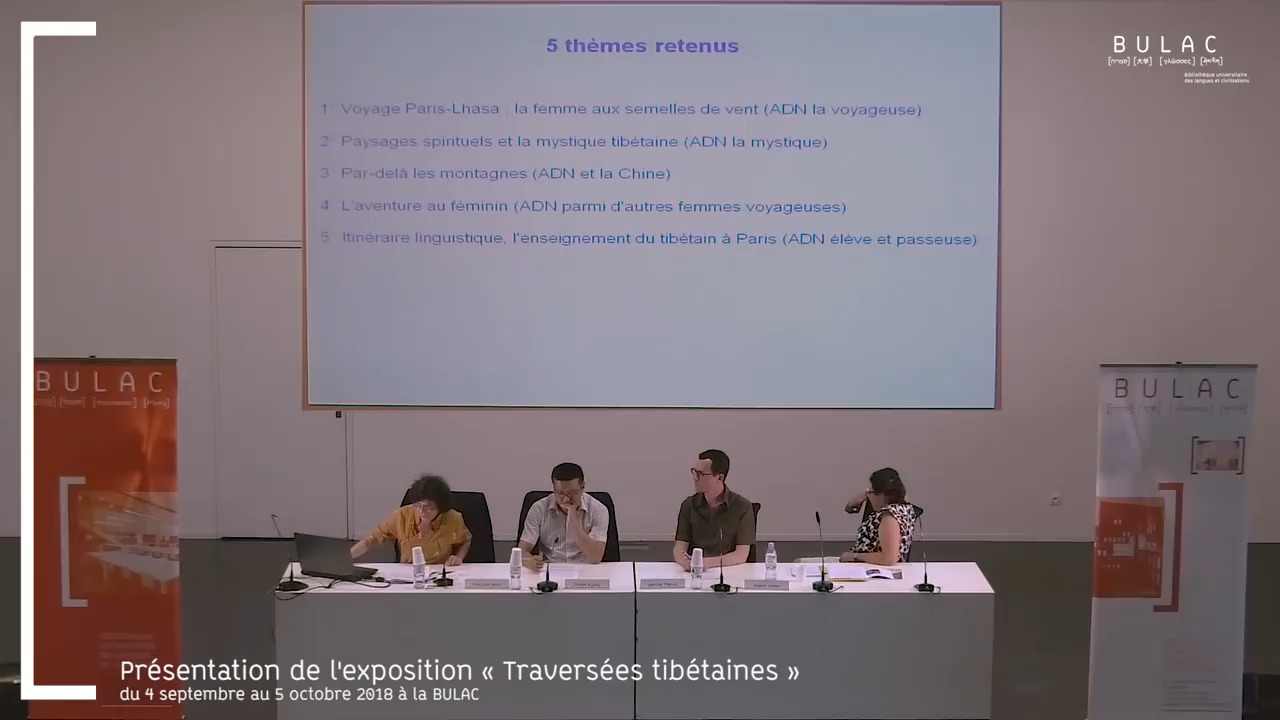 5 thèmes retenus
1 Voyage Paris-Lhasa : la femme aux semelles de vent (ADN la voyageuse)
2 Paysages spirituels et la mystique tibétaine (ADN la mystique)
3 Par-delà les montagnes (ADN et la Chine)
4 L'aventure au féminin (ADN parmi d'autres femmes voyageuses)
5 Itinéraire linguistique, l'enseignement du tibétain à Paris (ADN élève et passeuse)
BULAC
[大学] [γλώσσες]
Bibliothèque universitaire
des langues et civilisations
BULAC
BULAC
Présentation de l'exposition « Traversées tibétaines »
du 4 septembre au 5 octobre 2018 à la BULAC